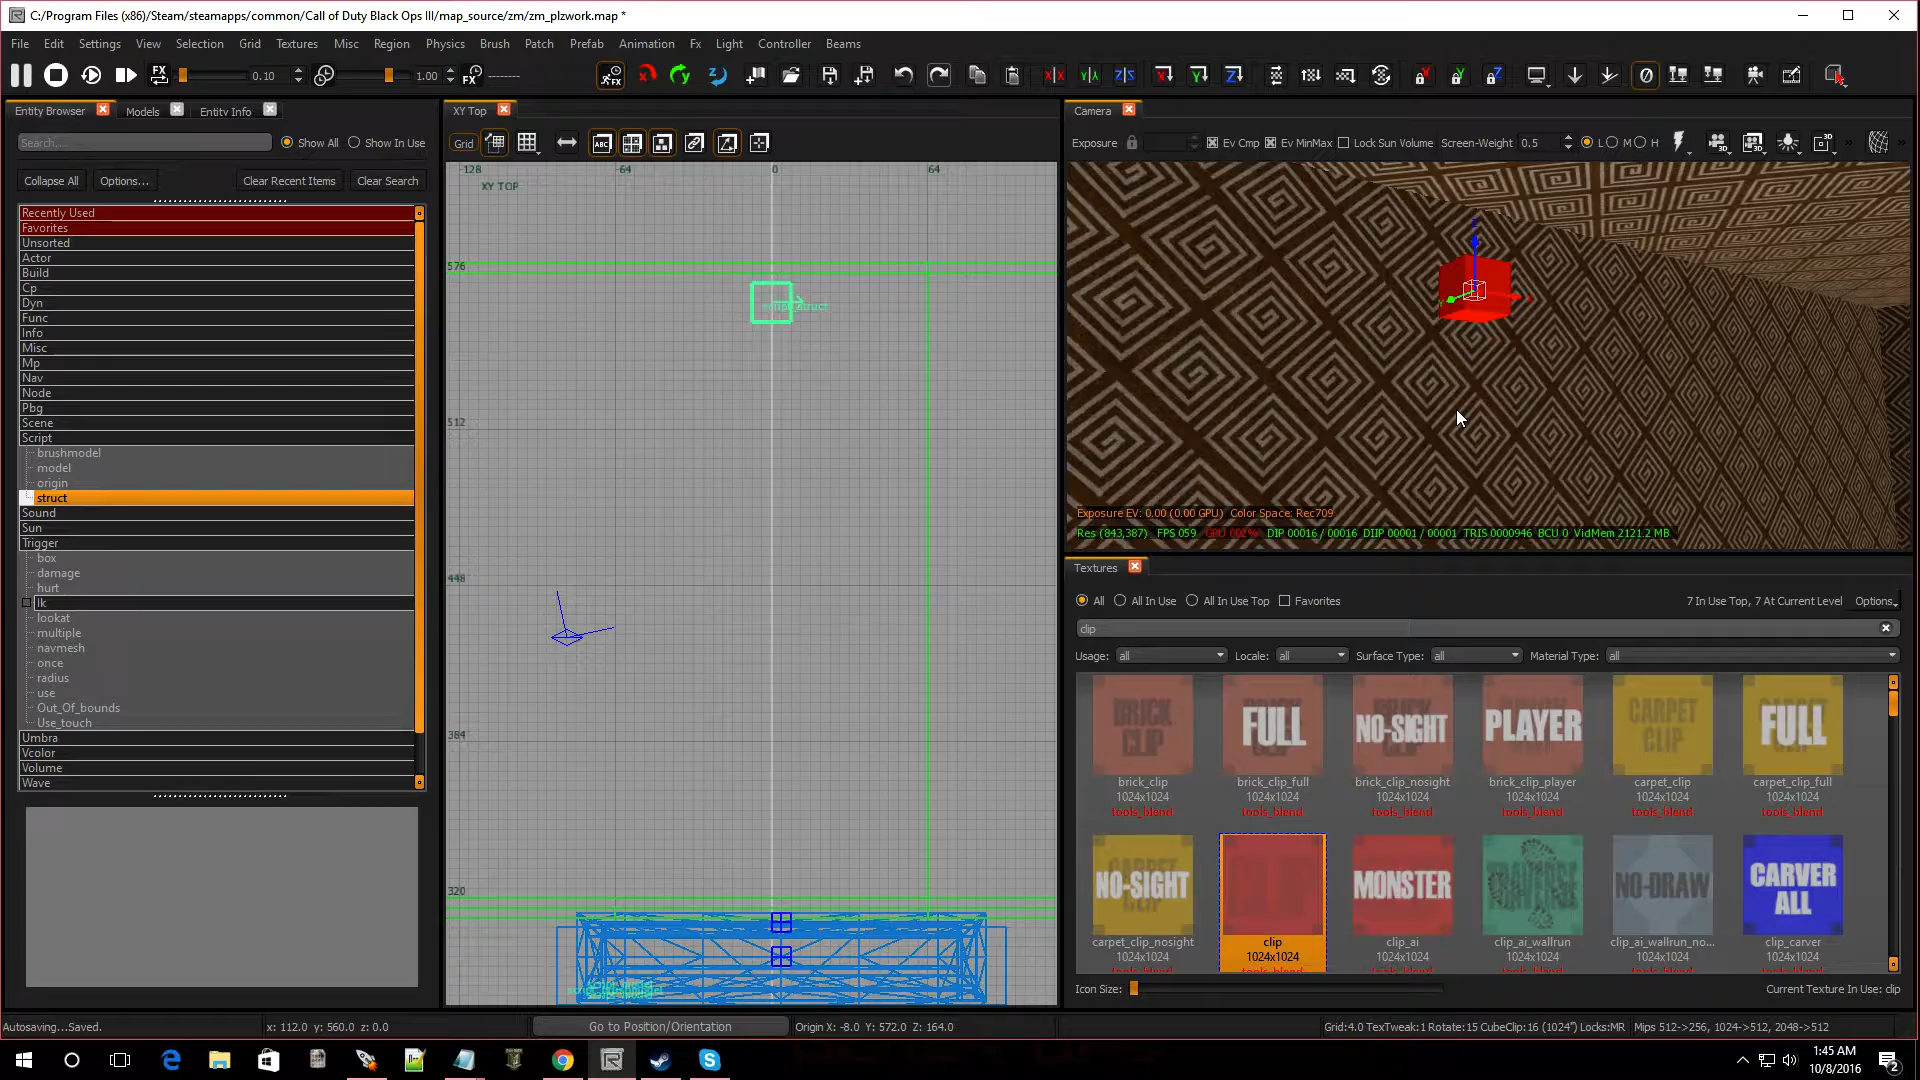 C:/Program Files (x86)/Steam/steamapps/common/Call of Duty Black Ops III/map_source/zm/zm_plzwork.map *
File Edit Settings View Selection Grid Textures Misc Region Physics Brush Patch Prefab Animation Fx Light Controller Beams
FX 0.10 1.00 FX --------
Entity Browser Models Entity Info
Search....
Show All Show In Use
Collapse All Options... Clear Recent Items Clear Search
Recently Used
Favorites
Unsorted
Actor
Build
Cp
Dyn
Func
Info
Misc
Mp
Nav
Node
Pbg
Scene
Script
brushmodel
model
origin
struct
Sound
Sun
Trigger
box
damage
hurt
lk
lookat
multiple
navmesh
once
radius
use
Out_Of_bounds
Use_touch
Umbra
Vcolor
Volume
Wave
XY Top
Grid ABC
-128 -64 0 64
XY TOP
576
script_struct
512
448
384
320
Camera
Exposure Ev Cmp Ev MinMax Lock Sun Volume Screen-Weight 0.5 L M H
Exposure EV: 0.00 (0.00 GPU) Color Space: Rec709
Res (843,387) FPS 059 GPU 002% DIP 00016 / 00016 DIIP 00001 / 00001 TRIS 0000946 BCU 0 VidMem 2121.2 MB
Textures
All All In Use All In Use Top Favorites 7 In Use Top, 7 At Current Level Options
clip
Usage: all Locale: all Surface Type: all Material Type: all
BRICK CLIP FULL NO-SIGHT PLAYER CARPET CLIP FULL
brick_clip brick_clip_full brick_clip_nosight brick_clip_player carpet_clip carpet_clip_full
1024x1024 1024x1024 1024x1024 1024x1024 1024x1024 1024x1024
tools_blend tools_blend tools_blend tools_blend tools_blend tools_blend
NO-SIGHT CLIP MONSTER TRAVERSE NO-DRAW CARVER ALL
carpet_clip_nosight clip clip_ai clip_ai_wallrun clip_ai_wallrun_no... clip_carver
1024x1024 1024x1024 1024x1024 1024x1024 1024x1024 1024x1024
tools_blend tools_blend tools_blend tools_blend tools_blend tools_blend
Icon Size: Current Texture In Use: clip
Autosaving...Saved. x: 112.0 y: 560.0 z: 0.0 Go to Position/Orientation Origin X: -8.0 Y: 572.0 Z: 164.0 Grid:4.0 TexTweak:1 Rotate:15 CubeClip:16 (1024") Locks:MR Mips 512->256, 1024->512, 2048->512
1:45 AM
10/8/2016
2